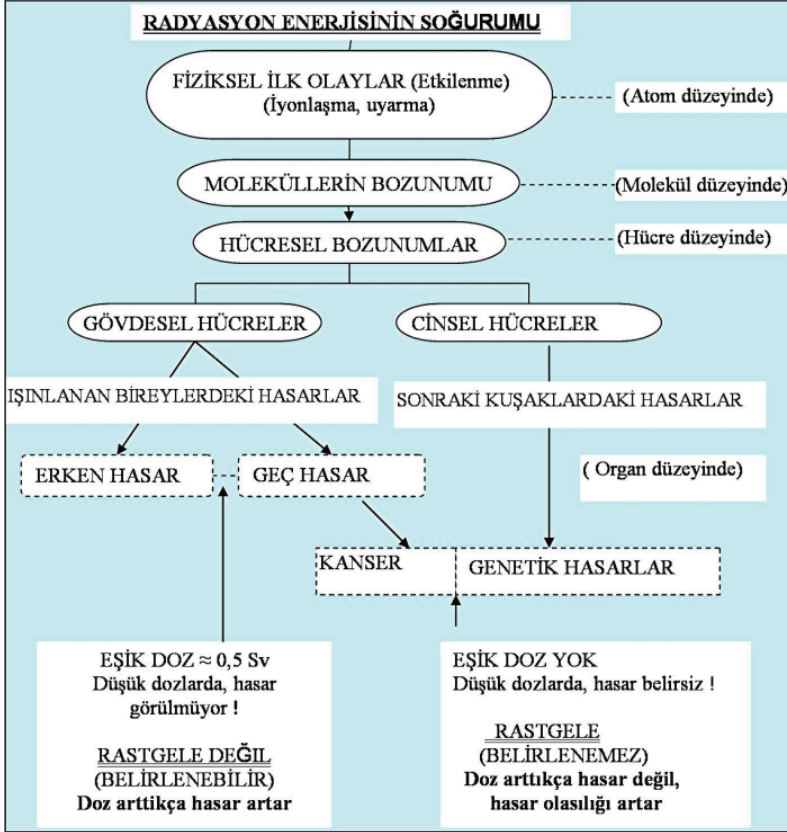 RADYASYON ENERJİSİNİN SOĞURUMU
FİZİKSEL İLK OLAYLAR (Etkilenme)
(İyonlaşma, uyarma)
(Atom düzeyinde)
MOLEKÜLLERİN BOZUNUMU
(Molekül düzeyinde)
HÜCRESEL BOZUNUMLAR
(Hücre düzeyinde)
GÖVDESEL HÜCRELER
CİNSEL HÜCRELER
IŞINLANAN BİREYLERDEKİ HASARLAR
SONRAKİ KUŞAKLARDAKİ HASARLAR
ERKEN HASAR
GEÇ HASAR
( Organ düzeyinde)
KANSER
GENETİK HASARLAR
EŞİK DOZ ≈ 0,5 Sv
Düşük dozlarda, hasar
görülmüyor !
RASTGELE DEĞIL
(BELİRLENEBİLİR)
Doz arttikça hasar artar
EŞİK DOZ YOK
Düşük dozlarda, hasar belirsiz !
RASTGELE
(BELİRLENEMEZ)
Doz arttıkça hasar değil,
hasar olasılığı artar